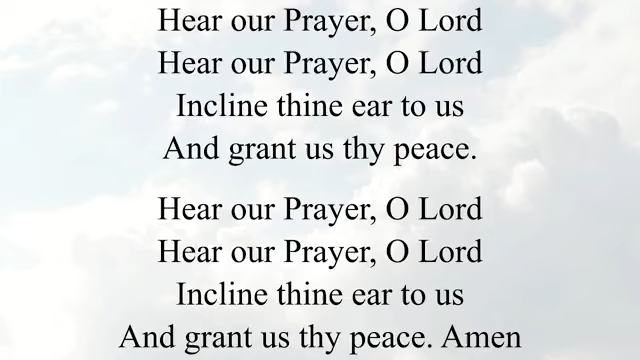 Hear our Prayer, O Lord
Hear our Prayer, O Lord
Incline thine ear to us
And grant us thy peace.
Hear our Prayer, O Lord
Hear our Prayer, O Lord
Incline thine ear to us
And grant us thy peace. Amen